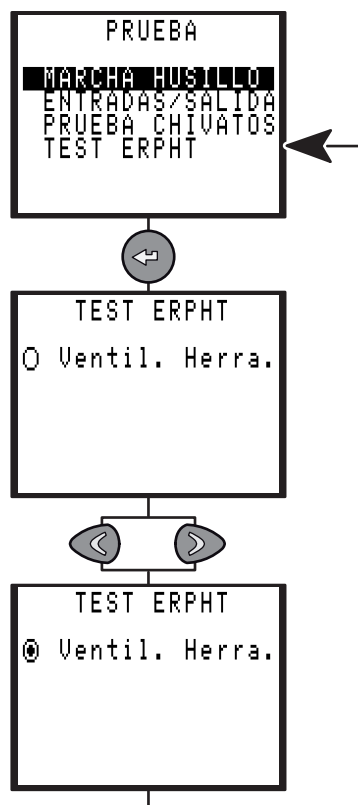 PRUEBA
MARCHA HUSILLO
ENTRADAS/SALIDA
PRUEBA CHIVATOS
TEST ERPHT
TEST ERPHT
Ventil. Herra.
TEST ERPHT
Ventil. Herra.